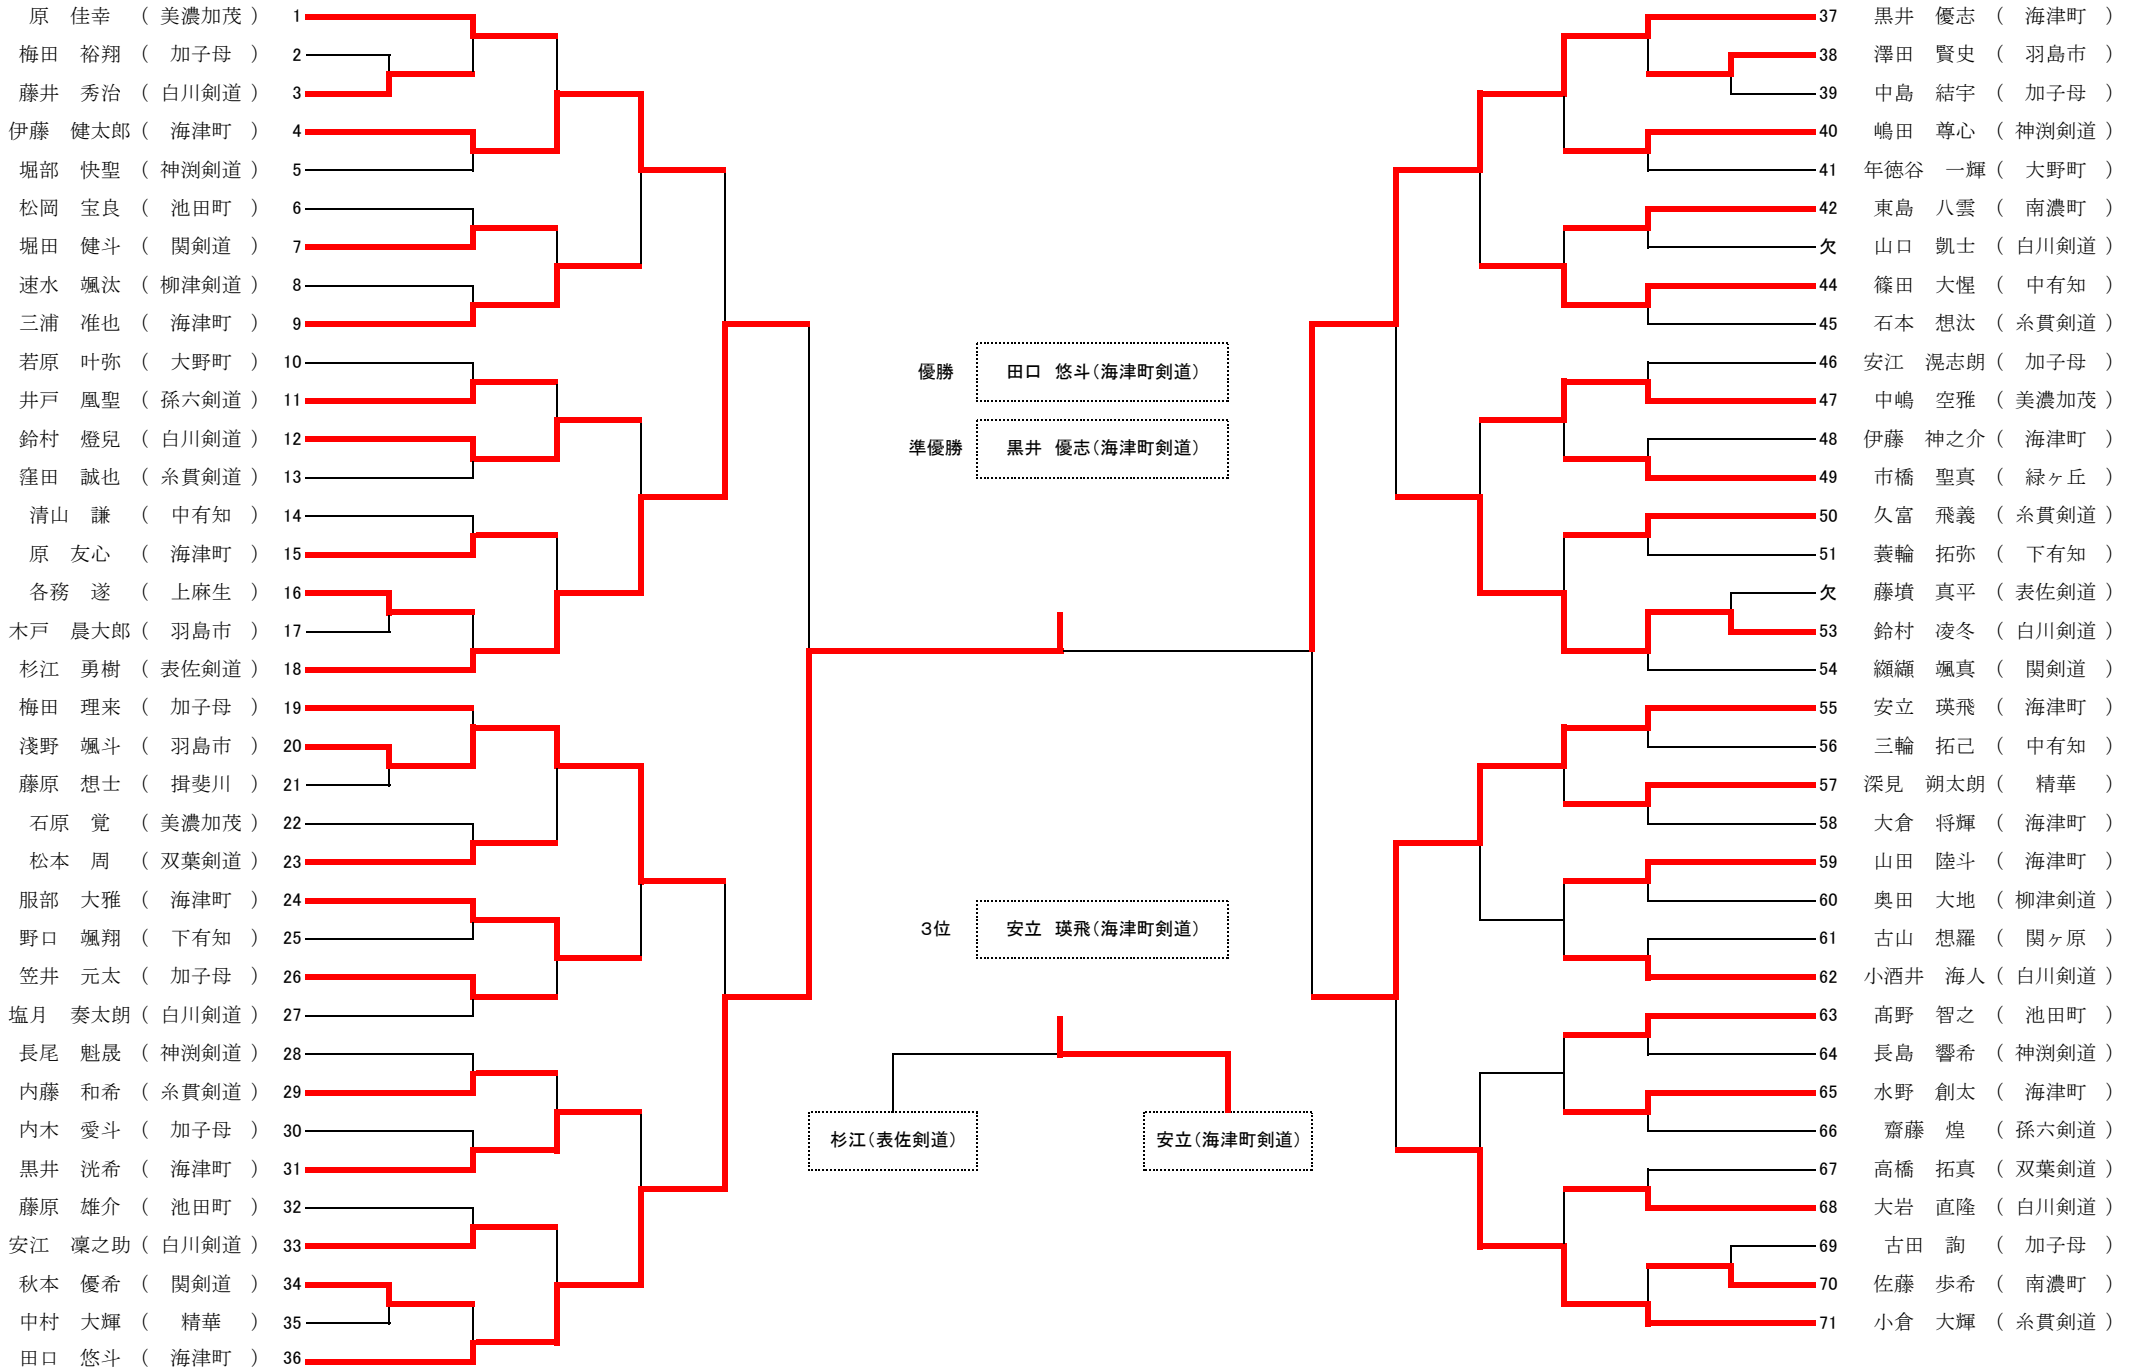 原　佳幸　（ 美濃加茂 ） 1
梅田　裕翔　（ 加子母 ） 2
藤井　秀治　（ 白川剣道 ） 3
伊藤　健太郎 （ 海津町 ） 4
堀部　快聖　（ 神渕剣道 ） 5
松岡　宝良　（ 池田町 ） 6
堀田　健斗　（ 関剣道 ） 7
速水　颯汰　（ 柳津剣道 ） 8
三浦　准也　（ 海津町 ） 9
若原　叶弥　（ 大野町 ） 10
井戸　凰聖　（ 孫六剣道 ） 11
鈴村　燈兒　（ 白川剣道 ） 12
窪田　誠也　（ 糸貫剣道 ） 13
清山　謙　（ 中有知 ） 14
原　友心　（ 海津町 ） 15
各務　遂　（ 上麻生 ） 16
木戸　晨大郎 （ 羽島市 ） 17
杉江　勇樹　（ 表佐剣道 ） 18
梅田　理来　（ 加子母 ） 19
淺野　颯斗　（ 羽島市 ） 20
藤原　想士　（ 揖斐川 ） 21
石原　覚　（ 美濃加茂 ） 22
松本　周　（ 双葉剣道 ） 23
服部　大雅　（ 海津町 ） 24
野口　颯翔　（ 下有知 ） 25
笠井　元太　（ 加子母 ） 26
塩月　奏太朗 （ 白川剣道 ） 27
長尾　魁晟　（ 神渕剣道 ） 28
内藤　和希　（ 糸貫剣道 ） 29
内木　愛斗　（ 加子母 ） 30
黒井　洸希　（ 海津町 ） 31
藤原　雄介　（ 池田町 ） 32
安江　凜之助 （ 白川剣道 ） 33
秋本　優希　（ 関剣道 ） 34
中村　大輝　（ 精華 ） 35
田口　悠斗　（ 海津町 ） 36
優勝　田口　悠斗（海津町剣道）
準優勝　黒井　優志（海津町剣道）
3位　安立　瑛飛（海津町剣道）
杉江（表佐剣道）　安立（海津町剣道）
37 黒井　優志　（ 海津町 ）
38 澤田　賢史　（ 羽島市 ）
39 中島　結宇　（ 加子母 ）
40 嶋田　尊心　（ 神渕剣道 ）
41 年徳谷　一輝 （ 大野町 ）
42 東島　八雲　（ 南濃町 ）
欠 山口　凱士　（ 白川剣道 ）
44 篠田　大惺　（ 中有知 ）
45 石本　想汰　（ 糸貫剣道 ）
46 安江　滉志朗 （ 加子母 ）
47 中嶋　空雅　（ 美濃加茂 ）
48 伊藤　神之介 （ 海津町 ）
49 市橋　聖真　（ 緑ヶ丘 ）
50 久富　飛義　（ 糸貫剣道 ）
51 蓑輪　拓弥　（ 下有知 ）
欠 藤墳　真平　（ 表佐剣道 ）
53 鈴村　凌冬　（ 白川剣道 ）
54 纐纈　颯真　（ 関剣道 ）
55 安立　瑛飛　（ 海津町 ）
56 三輪　拓己　（ 中有知 ）
57 深見　朔太朗 （ 精華 ）
58 大倉　将輝　（ 海津町 ）
59 山田　陸斗　（ 海津町 ）
60 奥田　大地　（ 柳津剣道 ）
61 古山　想羅　（ 関ヶ原 ）
62 小酒井　海人 （ 白川剣道 ）
63 髙野　智之　（ 池田町 ）
64 長島　響希　（ 神渕剣道 ）
65 水野　創太　（ 海津町 ）
66 齋藤　煌　（ 孫六剣道 ）
67 高橋　拓真　（ 双葉剣道 ）
68 大岩　直隆　（ 白川剣道 ）
69 古田　詢　（ 加子母 ）
70 佐藤　歩希　（ 南濃町 ）
71 小倉　大輝　（ 糸貫剣道 ）